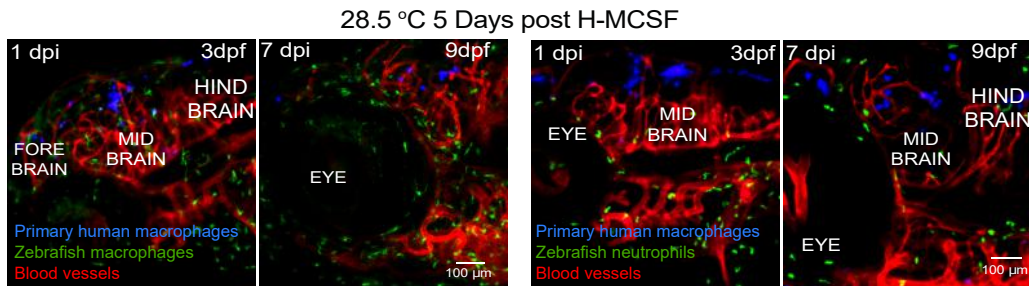 28.5 °C 5 Days post H-MCSF
1 dpi 3dpf
HIND
BRAIN
MID
BRAIN
FORE
BRAIN
Primary human macrophages
Zebrafish macrophages
Blood vessels
7 dpi 9dpf
EYE
100 µm
1 dpi 3dpf
EYE
MID
BRAIN
Primary human macrophages
Zebrafish neutrophils
Blood vessels
7 dpi 9dpf
HIND
BRAIN
MID
BRAIN
EYE
100 µm